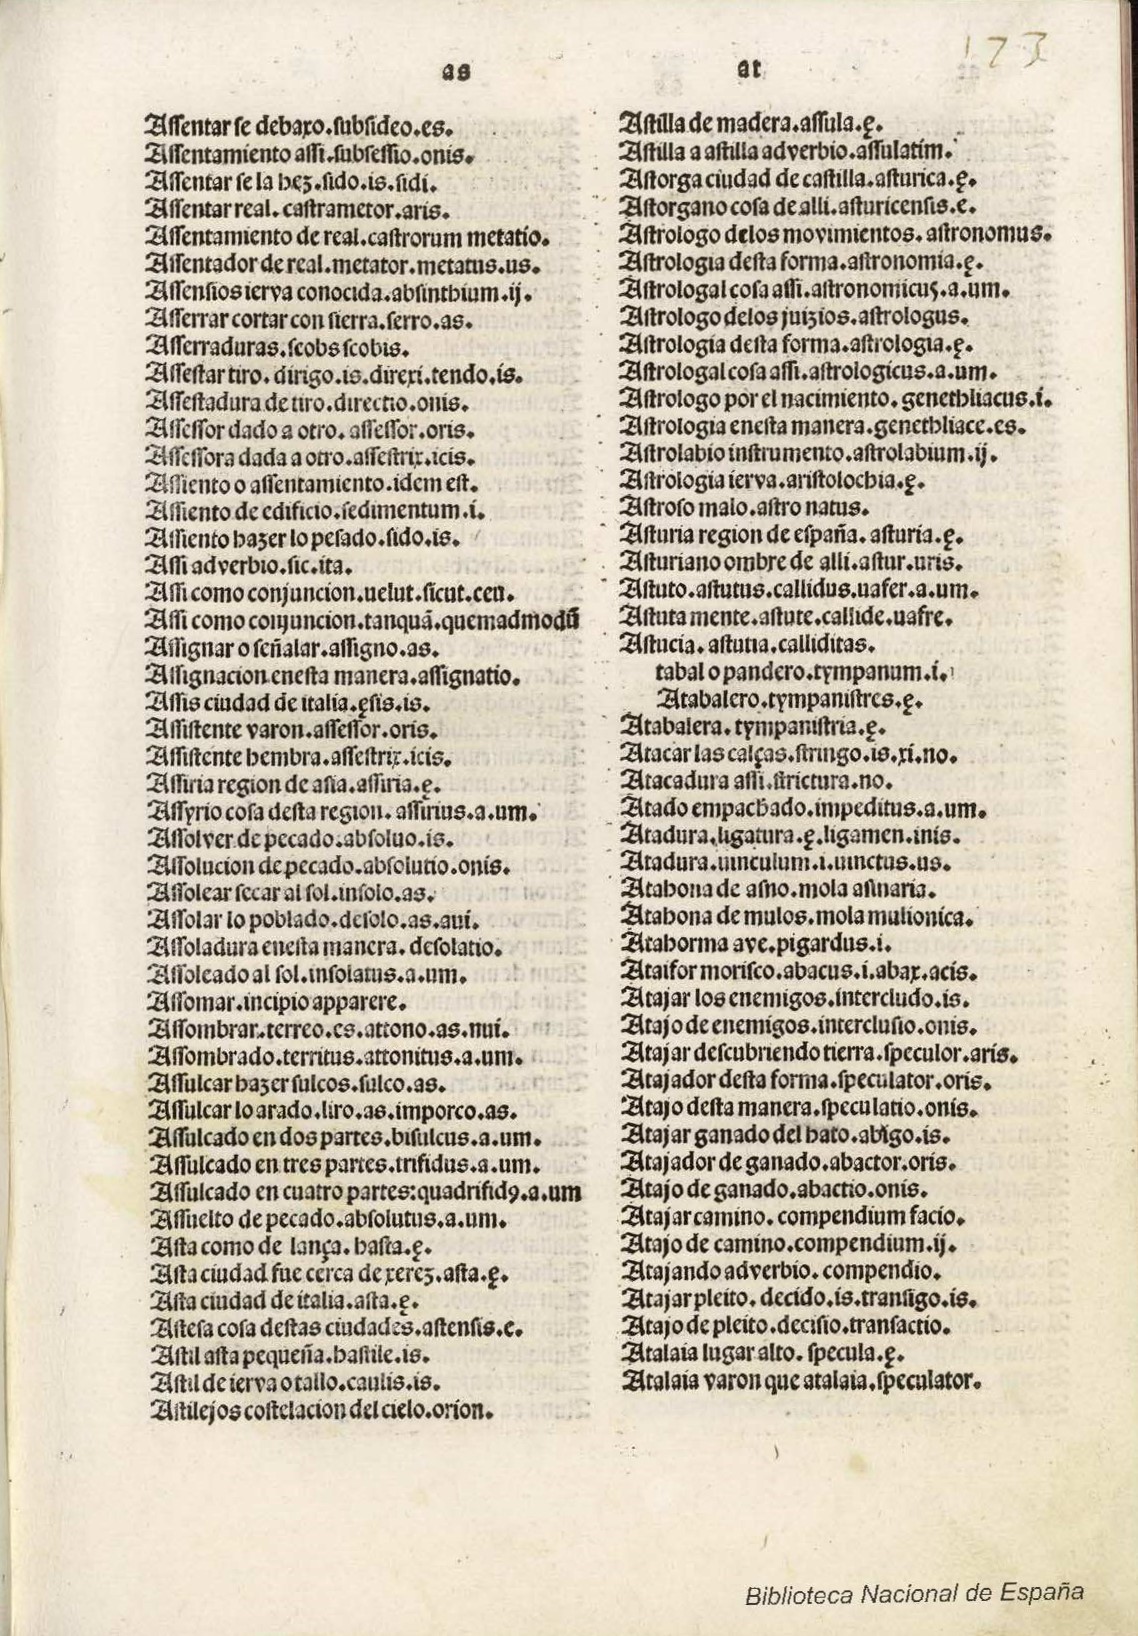 as
at
173
Assentar se debaxo.subsideo.es.
Assentamiento assi.subsessio.onis.
Assentar se la hez.sido.is.sidi.
Assentar real.castrametor.aris.
Assentamiento de real.castrorum metatio.
Assentador de real.metator.metatus.us.
Assensios ierva conocida.absinthium.ij.
Asserrar cortar con sierra.serro.as.
Asserraduras.scobs scobis.
Assestar tiro.dirigo.is.direxi.tendo.is.
Assestadura de tiro.directio.onis.
Assessor dado a otro.assessor.oris.
Assessora dada a otro.assestrix.icis.
Assiento o assentamiento.idem est.
Assiento de edificio.sedimentum.i.
Assiento hazer lo pesado.sido.is.
Assi adverbio.sic.ita.
Assi como conjuncion.uelut.sicut.ceu.
Assi como conjuncion.tanquã.quemadmodũ
Assignar o señalar.assigno.as.
Assignacion enesta manera.assignatio.
Assis ciudad de italia.ęsis.is.
Assistente varon.assessor.oris.
Assistente hembra.assestrix.icis.
Assiria region de asia.assiria.ę.
Assyrio cosa desta region.assirius.a.um.
Assolver de pecado.absoluo.is.
Assolucion de pecado.absolutio.onis.
Assolear secar al sol.insolo.as.
Assolar lo poblado.desolo.as.aui.
Assoladura enesta manera.desolatio.
Assoleado al sol.insolatus.a.um.
Assomar.incipio apparere.
Assombrar.terreo.es.attono.as.nui.
Assombrado.territus.attonitus.a.um.
Assulcar hazer sulcos.sulco.as.
Assulcar lo arado.liro.as.imporco.as.
Assulcado en dos partes.bisulcus.a.um.
Assulcado en tres partes.trifidus.a.um.
Assulcado en cuatro partes:quadrifidꝰ.a.um
Assuelto de pecado.absolutus.a.um.
Asta como de lança.hasta.ę.
Asta ciudad fue cerca de xerez.asta.ę.
Asta ciudad de italia.asta.ę.
Astesa cosa destas ciudades.astensis.e.
Astil asta pequeña.hastile.is.
Astil de ierva o tallo.caulis.is.
Astilejos costelacion del cielo.orion.
Astilla de madera.assula.ę.
Astilla a astilla adverbio.assulatim.
Astorga ciudad de castilla.asturica.ę.
Astorgano cosa de alli.asturicensis.e.
Astrologo delos movimientos.astronomus.
Astrologia desta forma.astronomia.ę.
Astrologal cosa assi.astronomicus.a.um.
Astrologo delos juizios.astrologus.
Astrologia desta forma.astrologia.ę.
Astrologal cosa assi.astrologicus.a.um.
Astrologo por el nacimiento.genethliacus.i.
Astrologia enesta manera.genethliace.es.
Astrolabio instrumento.astrolabium.ij.
Astrologia ierva.aristolochia.ę.
Astroso malo.astro natus.
Asturia region de españa.asturia.ę.
Asturiano ombre de alli.astur.uris.
Astuto.astutus.callidus.uafer.a.um.
Astuta mente.astute.callide.uafre.
Astucia.astutia.calliditas.
tabal o pandero.tympanum.i.
Atabalero.tympanistres.ę.
Atabalera.tympanistria.ę.
Atacar las calças.stringo.is.xi.no.
Atacadura assi.strictura.no.
Atado empachado.impeditus.a.um.
Atadura.ligatura.ę.ligamen.inis.
Atadura.uinculum.i.uinctus.us.
Atahona de asno.mola asinaria.
Atahona de mulos.mola mulionica.
Atahorma ave.pigardus.i.
Ataifor morisco.abacus.i.abax.acis.
Atajar los enemigos.intercludo.is.
Atajo de enemigos.interclusio.onis.
Atajar descubriendo tierra.speculor.aris.
Atajador desta forma.speculator.oris.
Atajo desta manera.speculatio.onis.
Atajar ganado del hato.abigo.is.
Atajador de ganado.abactor.oris.
Atajo de ganado.abactio.onis.
Atajar camino.compendium facio.
Atajo de camino.compendium.ij.
Atajando adverbio.compendio.
Atajar pleito.decido.is.transigo.is.
Atajo de pleito.decisio.transactio.
Atalaia lugar alto.specula.ę.
Atalaia varon que atalaia.speculator.
Biblioteca Nacional de España